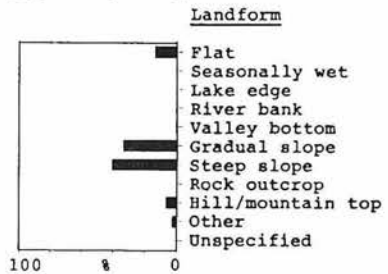 Landform
Flat
Seasonally wet
Lake edge
River bank
Valley bottom
Gradual slope
Steep slope
Rock outcrop
Hill/mountain top
Other
Unspecified
100 % 0